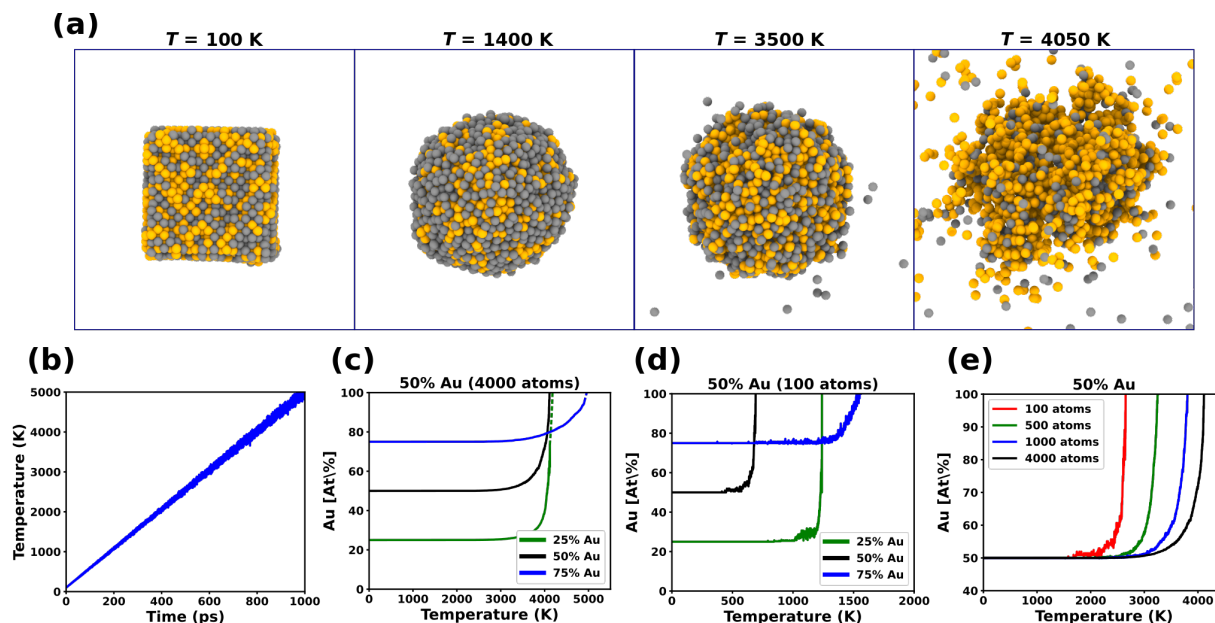 (a)
T = 100 K
T = 1400 K
T = 3500 K
T = 4050 K
(b)
Temperature (K)
5000
4000
3000
2000
1000
0
0 200 400 600 800 1000
Time (ps)
(c)
50% Au (4000 atoms)
Au [At\%]
100
80
60
40
20
0
25% Au
50% Au
75% Au
0 1000 2000 3000 4000 5000
Temperature (K)
(d)
50% Au (100 atoms)
Au [At\%]
100
80
60
40
20
0
25% Au
50% Au
75% Au
0 500 1000 1500 2000
Temperature (K)
(e)
50% Au
Au [At\%]
100
90
80
70
60
50
40
100 atoms
500 atoms
1000 atoms
4000 atoms
0 1000 2000 3000 4000
Temperature (K)